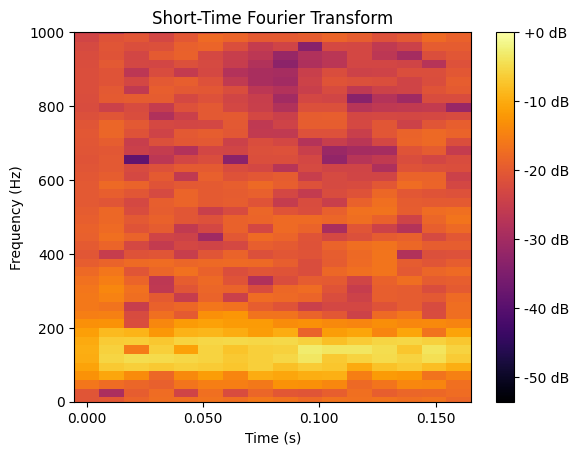 Short-Time Fourier Transform
1000
800
600
400
200
0
Frequency (Hz)
0.000
0.050
0.100
0.150
Time (s)
+0 dB
-10 dB
-20 dB
-30 dB
-40 dB
-50 dB